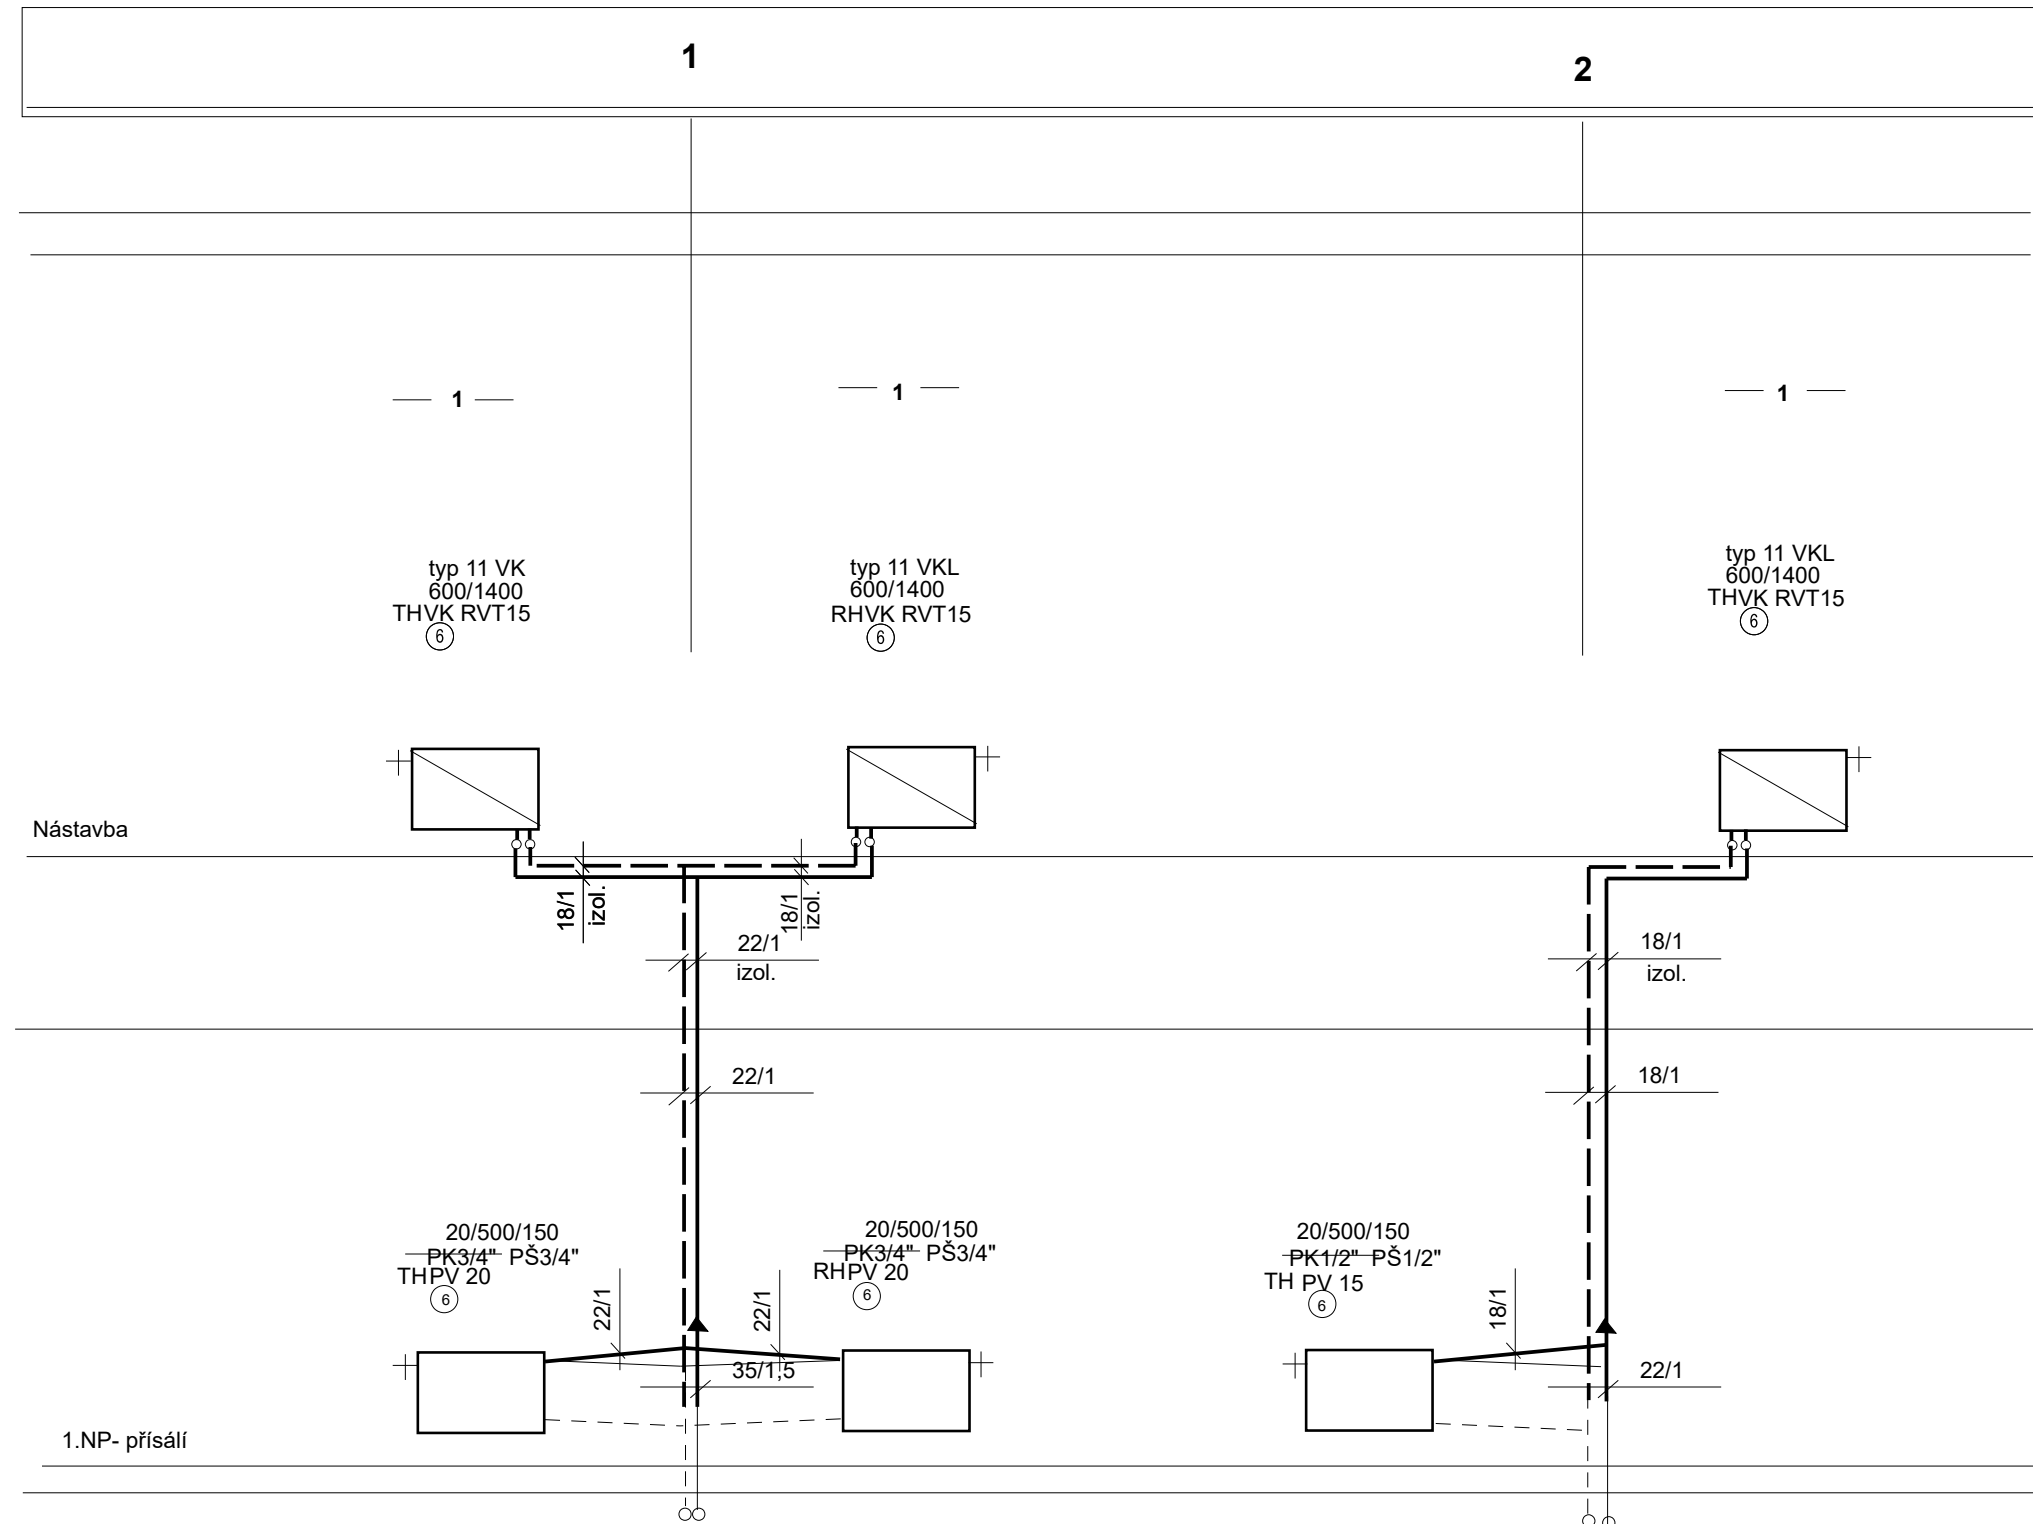 1
2
1
1
1
typ 11 VK
600/1400
THVK RVT15
6
typ 11 VKL
600/1400
RHVK RVT15
6
typ 11 VKL
600/1400
THVK RVT15
6
Nástavba
18/1
izol.
18/1
izol.
22/1
izol.
18/1
izol.
22/1
18/1
20/500/150
PK3/4" PŠ3/4"
THPV 20
6
22/1
22/1
20/500/150
PK3/4" PŠ3/4"
RHPV 20
6
20/500/150
PK1/2" PŠ1/2"
TH PV 15
6
18/1
35/1,5
22/1
1.NP- přísálí